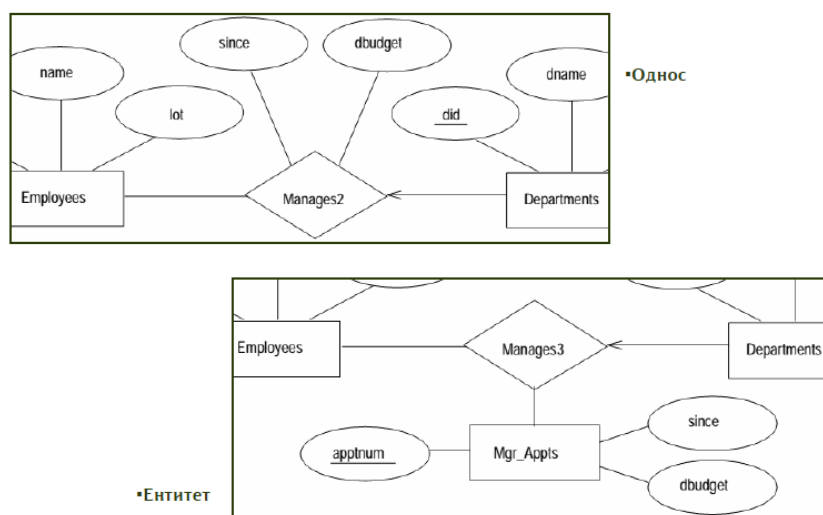 since
dbudget
name
dname
•Однос
lot
did
Employees
Manages2
Departments
Employees
Manages3
Departments
since
apptnum
Mgr_Appts
dbudget
•Ентитет